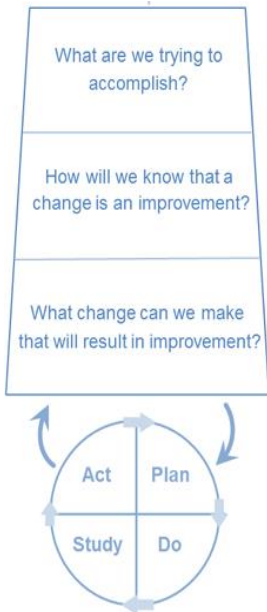 What are we trying to
accomplish?
How will we know that a
change is an improvement?
What change can we make
that will result in improvement?
Act
Plan
Study
Do